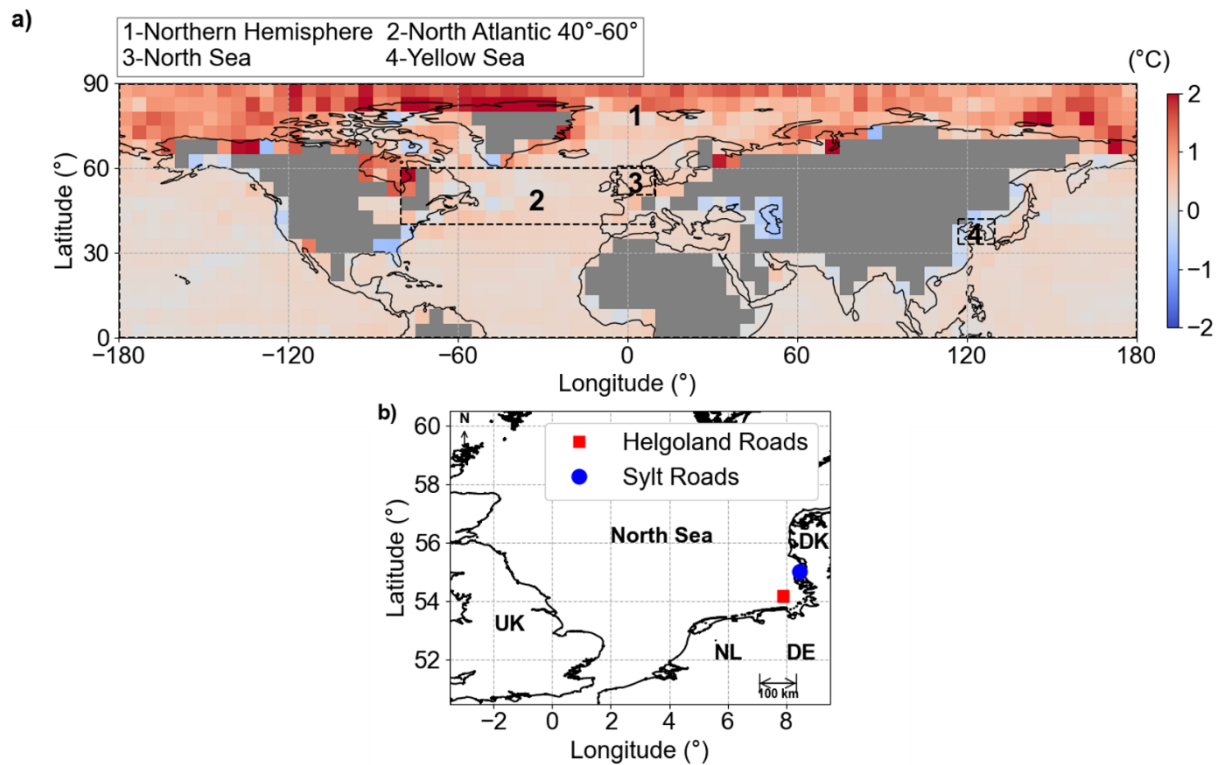 a)
1-Northern Hemisphere 2-North Atlantic 40°-60°
3-North Sea 4-Yellow Sea
(°C)
90
60
30
0
Latitude (°)
1
2
3
4
2
1
0
−1
−2
−180 −120 −60 0 60 120 180
Longitude (°)
b)
N
60
58
56
54
52
Latitude (°)
Helgoland Roads
Sylt Roads
North Sea
DK
UK
NL DE
100 km
−2 0 2 4 6 8
Longitude (°)